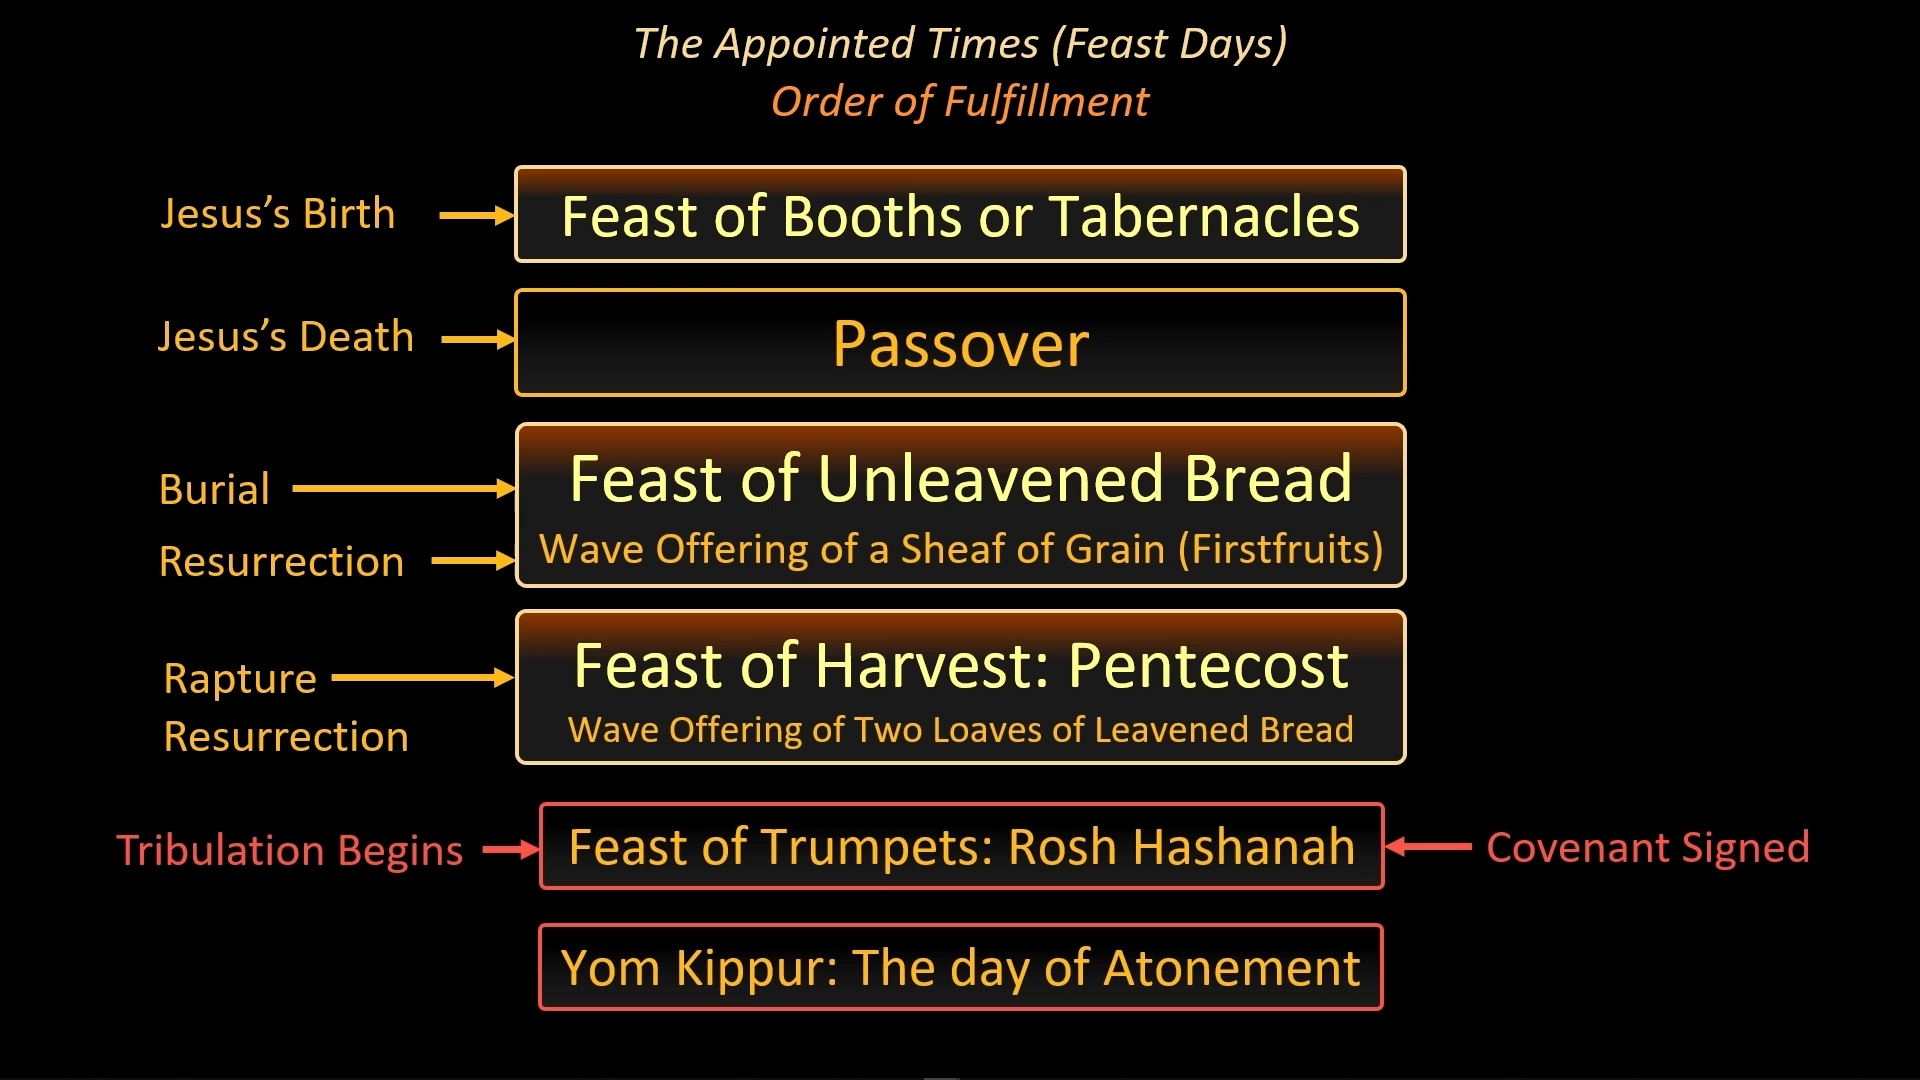 The Appointed Times (Feast Days)
Order of Fulfillment
Jesus’s Birth
Feast of Booths or Tabernacles
Jesus’s Death
Passover
Burial
Feast of Unleavened Bread
Resurrection
Wave Offering of a Sheaf of Grain (Firstfruits)
Rapture
Feast of Harvest: Pentecost
Resurrection
Wave Offering of Two Loaves of Leavened Bread
Tribulation Begins
Feast of Trumpets: Rosh Hashanah
Covenant Signed
Yom Kippur: The day of Atonement